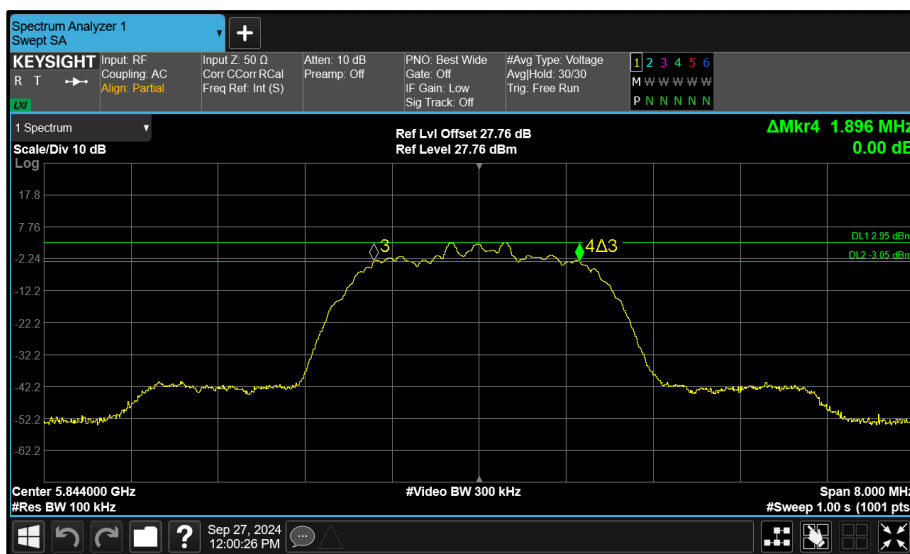 Spectrum Analyzer 1
Swept SA
+
KEYSIGHT
R T
LXI
Input: RF
Coupling: AC
Align: Partial
Input Z: 50 Ω
Corr CCorr RCal
Freq Ref: Int (S)
Atten: 10 dB
Preamp: Off
PNO: Best Wide
Gate: Off
IF Gain: Low
Sig Track: Off
#Avg Type: Voltage
Avg|Hold: 30/30
Trig: Free Run
1 2 3 4 5 6
M W W W W W
P N N N N N
1 Spectrum
Scale/Div 10 dB
Log
Ref Lvl Offset 27.76 dB
Ref Level 27.76 dBm
ΔMkr4 1.896 MHz
0.00 dB
17.8
7.76
-2.24
-12.2
-22.2
-32.2
-42.2
-52.2
-62.2
3
4Δ3
DL1 2.95 dBm
DL2 -3.05 dBm
Center 5.844000 GHz
#Res BW 100 kHz
#Video BW 300 kHz
Span 8.000 MHz
#Sweep 1.00 s (1001 pts
?
Sep 27, 2024
12:00:26 PM